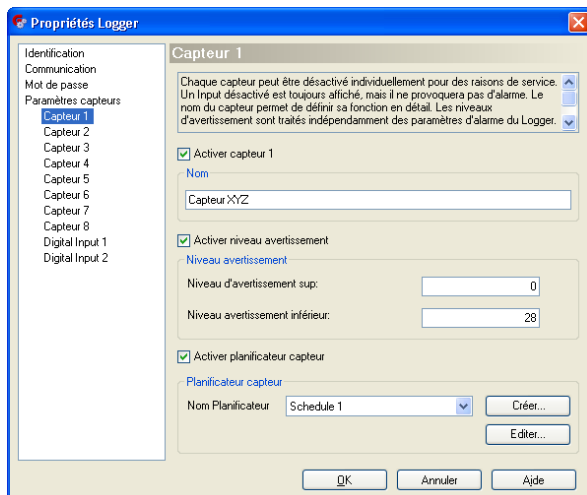 Propriétés Logger
Identification
Communication
Mot de passe
Paramètres capteurs
Capteur 1
Capteur 2
Capteur 3
Capteur 4
Capteur 5
Capteur 6
Capteur 7
Capteur 8
Digital Input 1
Digital Input 2
Capteur 1
Chaque capteur peut être désactivé individuellement pour des raisons de service.
Un Input désactivé est toujours affiché, mais il ne provoquera pas d'alarme. Le
nom du capteur permet de définir sa fonction en détail. Les niveaux
d'avertissement sont traités indépendamment des paramètres d'alarme du Logger.
Activer capteur 1
Nom
Capteur XYZ
Activer niveau avertissement
Niveau avertissement
Niveau d'avertissement sup:
0
Niveau avertissement inférieur:
28
Activer planificateur capteur
Planificateur capteur
Nom Planificateur
Schedule 1
Créer...
Editer...
OK
Annuler
Ajde